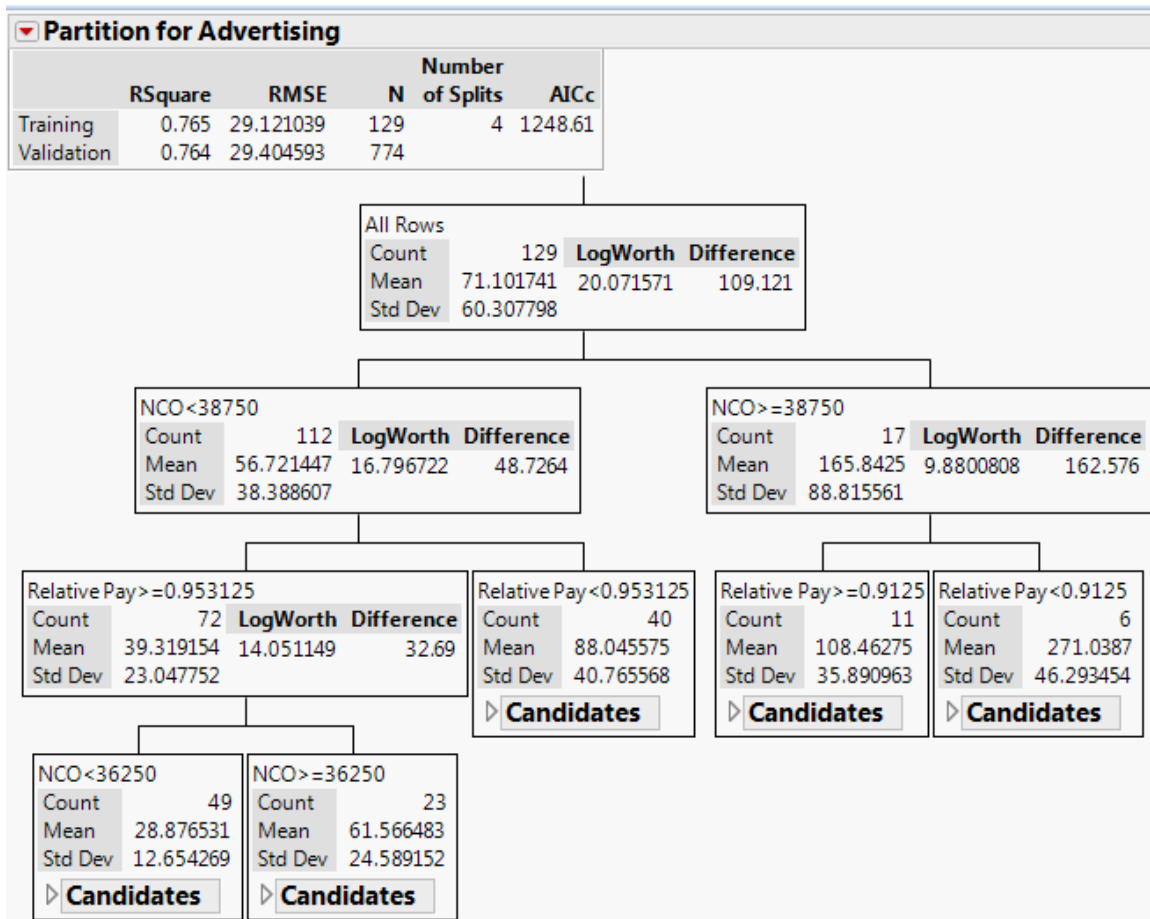 Partition for Advertising
RSquare RMSE N Number of Splits AICc
Training 0.765 29.121039 129 4 1248.61
Validation 0.764 29.404593 774
All Rows
Count 129 LogWorth Difference
Mean 71.101741 20.071571 109.121
Std Dev 60.307798
NCO<38750
Count 112 LogWorth Difference
Mean 56.721447 16.796722 48.7264
Std Dev 38.388607
NCO>=38750
Count 17 LogWorth Difference
Mean 165.8425 9.8800808 162.576
Std Dev 88.815561
Relative Pay>=0.953125
Count 72 LogWorth Difference
Mean 39.319154 14.051149 32.69
Std Dev 23.047752
Relative Pay<0.953125
Count 40
Mean 88.045575
Std Dev 40.765568
Candidates
Relative Pay>=0.9125
Count 11
Mean 108.46275
Std Dev 35.890963
Candidates
Relative Pay<0.9125
Count 6
Mean 271.0387
Std Dev 46.293454
Candidates
NCO<36250
Count 49
Mean 28.876531
Std Dev 12.654269
Candidates
NCO>=36250
Count 23
Mean 61.566483
Std Dev 24.589152
Candidates